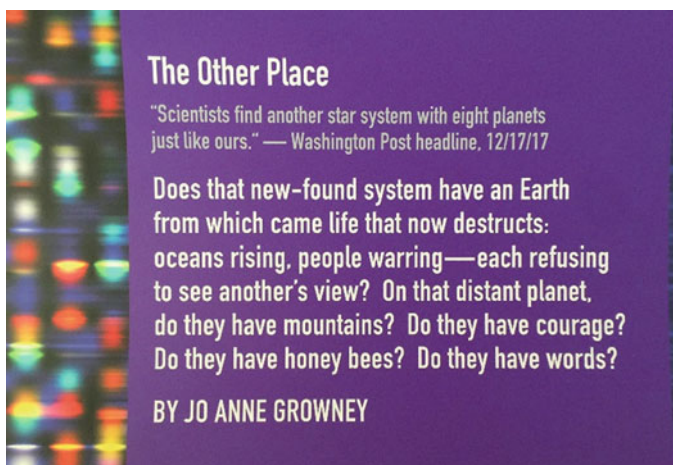 The Other Place
"Scientists find another star system with eight planets
just like ours." — Washington Post headline, 12/17/17
Does that new-found system have an Earth
from which came life that now destructs:
oceans rising, people warring—each refusing
to see another's view?  On that distant planet,
do they have mountains?  Do they have courage?
Do they have honey bees?  Do they have words?
BY JO ANNE GROWNEY